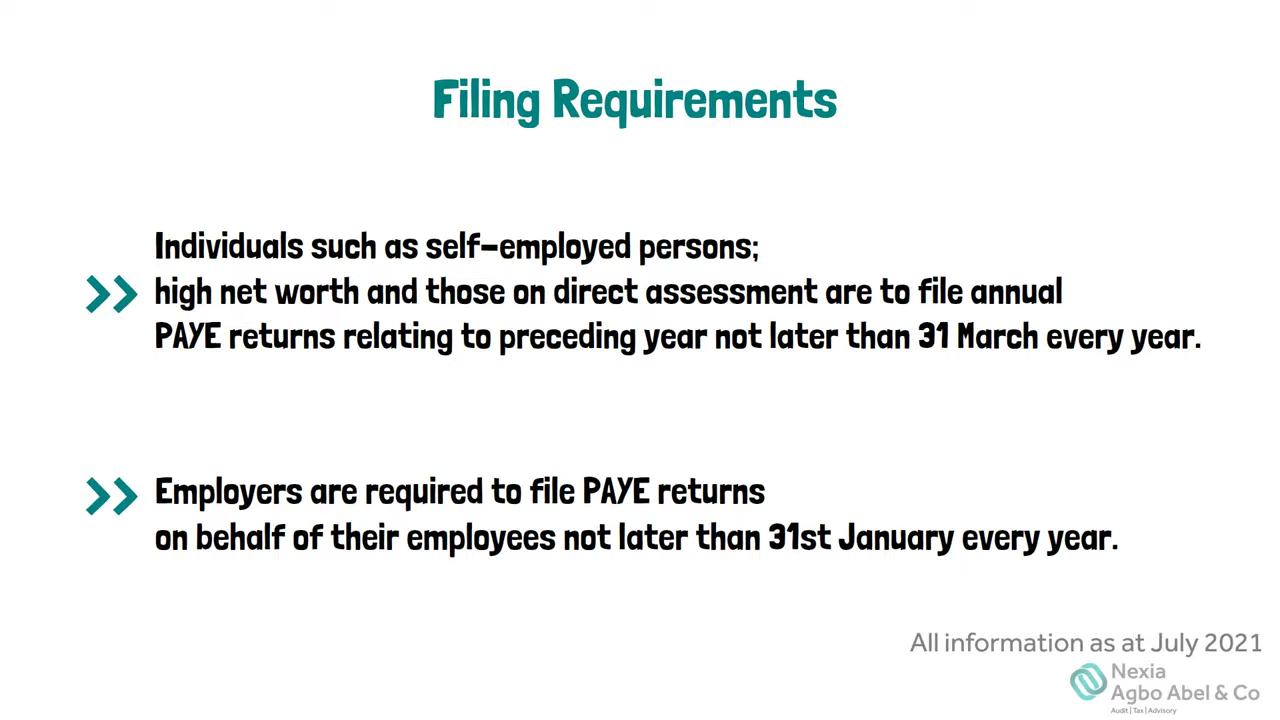 Filing Requirements
Individuals such as self-employed persons;
high net worth and those on direct assessment are to file annual
PAYE returns relating to preceding year not later than 31 March every year.
Employers are required to file PAYE returns
on behalf of their employees not later than 31st January every year.
All information as at July 2021
Nexia
Agbo Abel & Co
Audit | Tax | Advisory